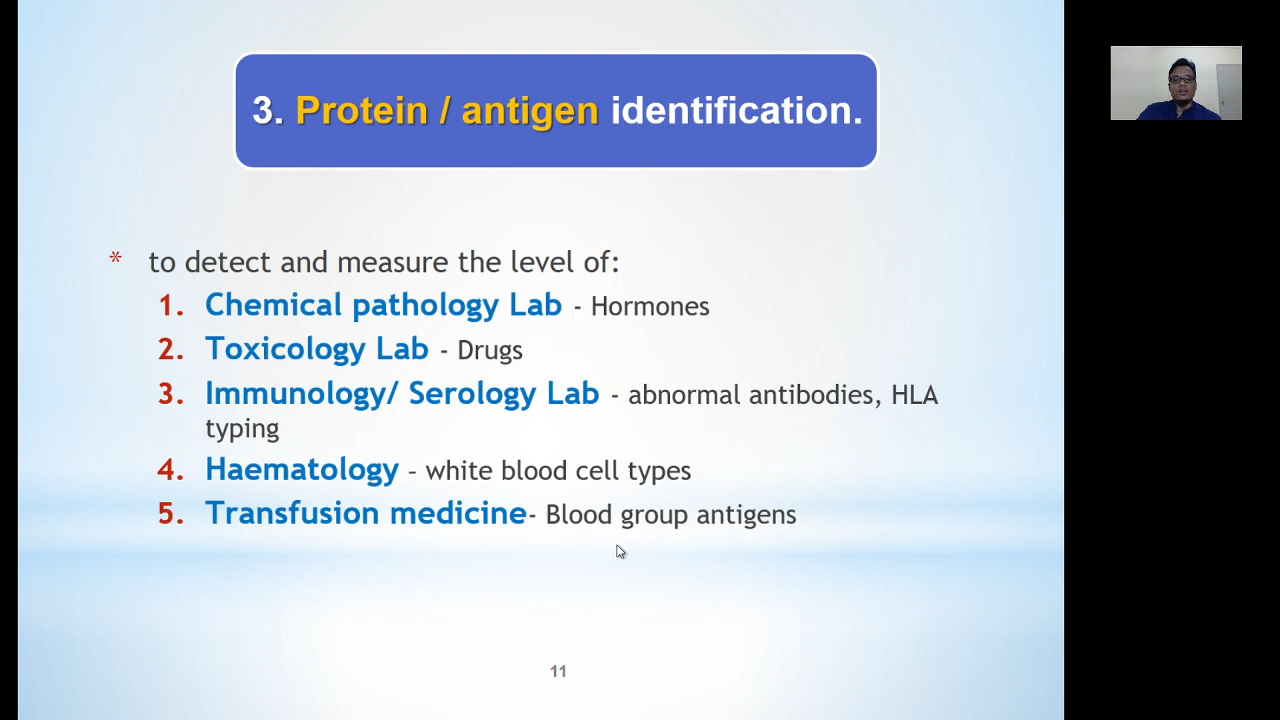 3. Protein / antigen identification.
* to detect and measure the level of:
1. Chemical pathology Lab - Hormones
2. Toxicology Lab - Drugs
3. Immunology/ Serology Lab - abnormal antibodies, HLA
typing
4. Haematology – white blood cell types
5. Transfusion medicine- Blood group antigens
11